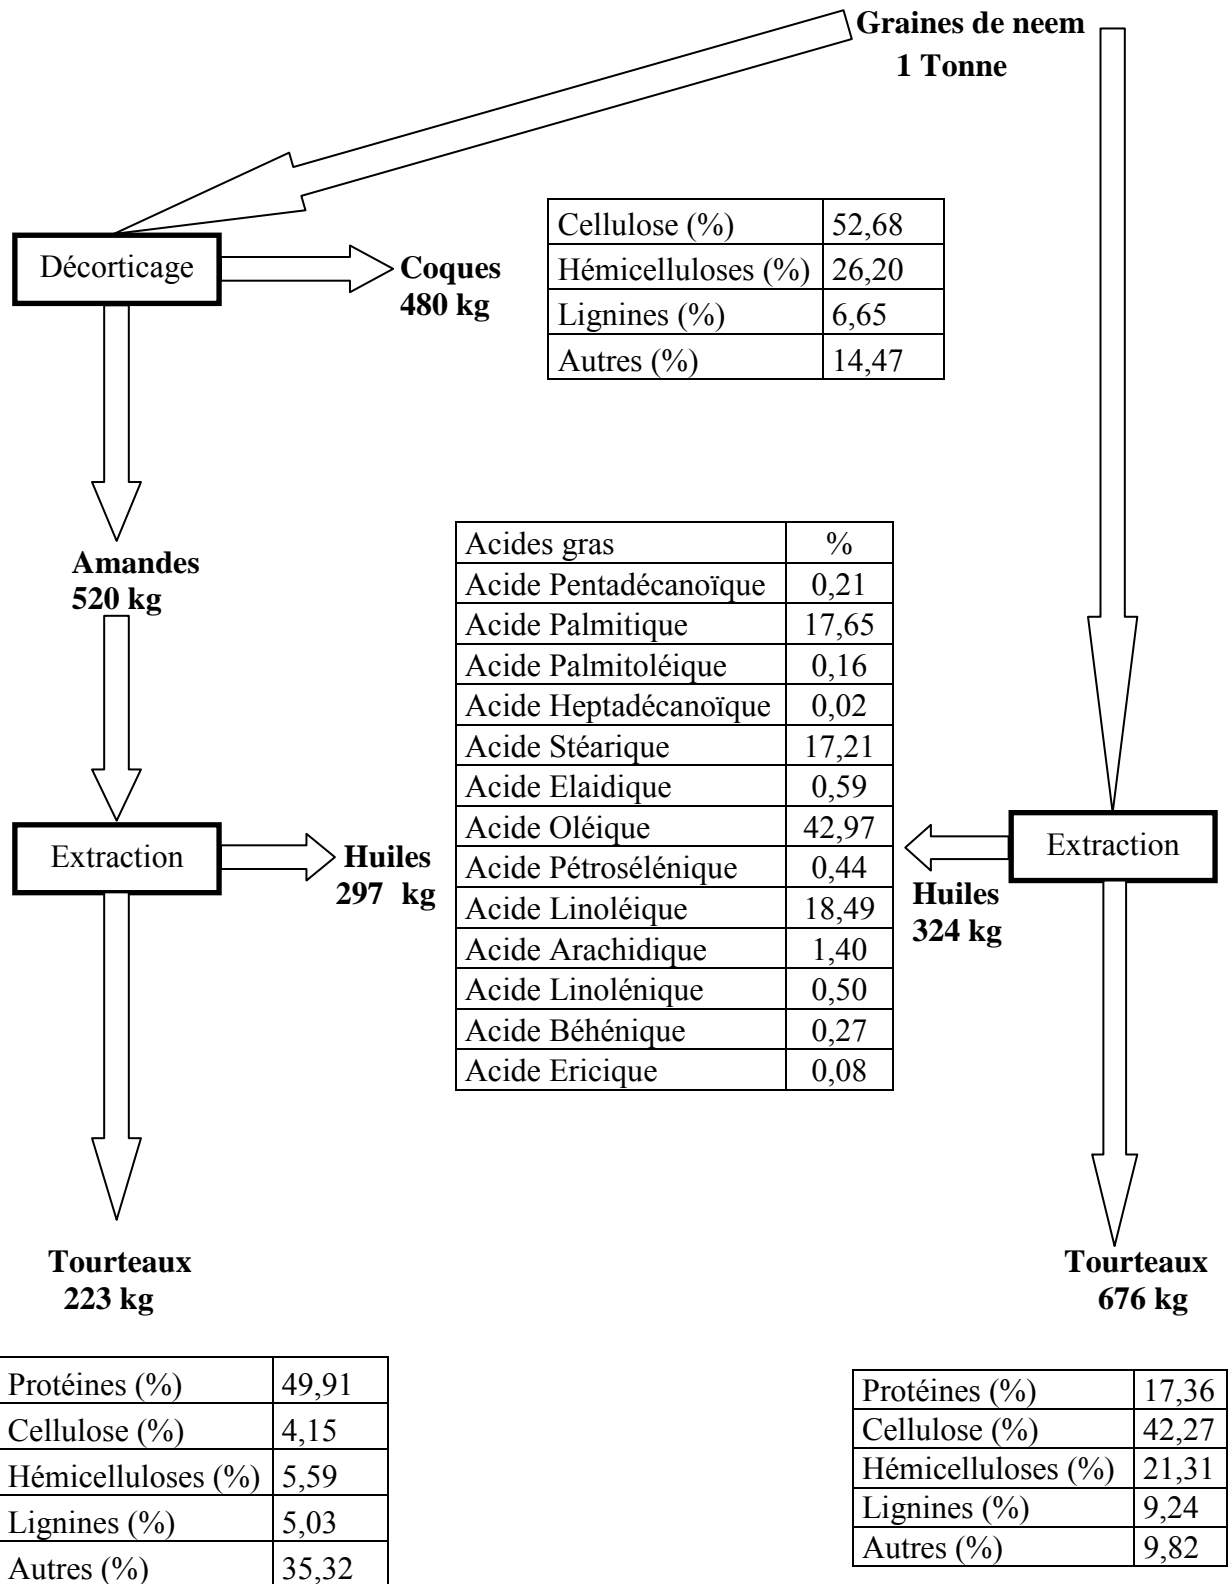 Graines de neem
1 Tonne
Décorticage
Coques
480 kg
Cellulose (%) 52,68
Hémicelluloses (%) 26,20
Lignines (%) 6,65
Autres (%) 14,47
Amandes
520 kg
Acides gras %
Acide Pentadécanoïque 0,21
Acide Palmitique 17,65
Acide Palmitoléique 0,16
Acide Heptadécanoïque 0,02
Acide Stéarique 17,21
Acide Elaidique 0,59
Acide Oléique 42,97
Acide Pétrosélénique 0,44
Acide Linoléique 18,49
Acide Arachidique 1,40
Acide Linolénique 0,50
Acide Béhénique 0,27
Acide Ericique 0,08
Extraction
Huiles
297 kg
Extraction
Huiles
324 kg
Tourteaux
223 kg
Tourteaux
676 kg
Protéines (%) 49,91
Cellulose (%) 4,15
Hémicelluloses (%) 5,59
Lignines (%) 5,03
Autres (%) 35,32
Protéines (%) 17,36
Cellulose (%) 42,27
Hémicelluloses (%) 21,31
Lignines (%) 9,24
Autres (%) 9,82